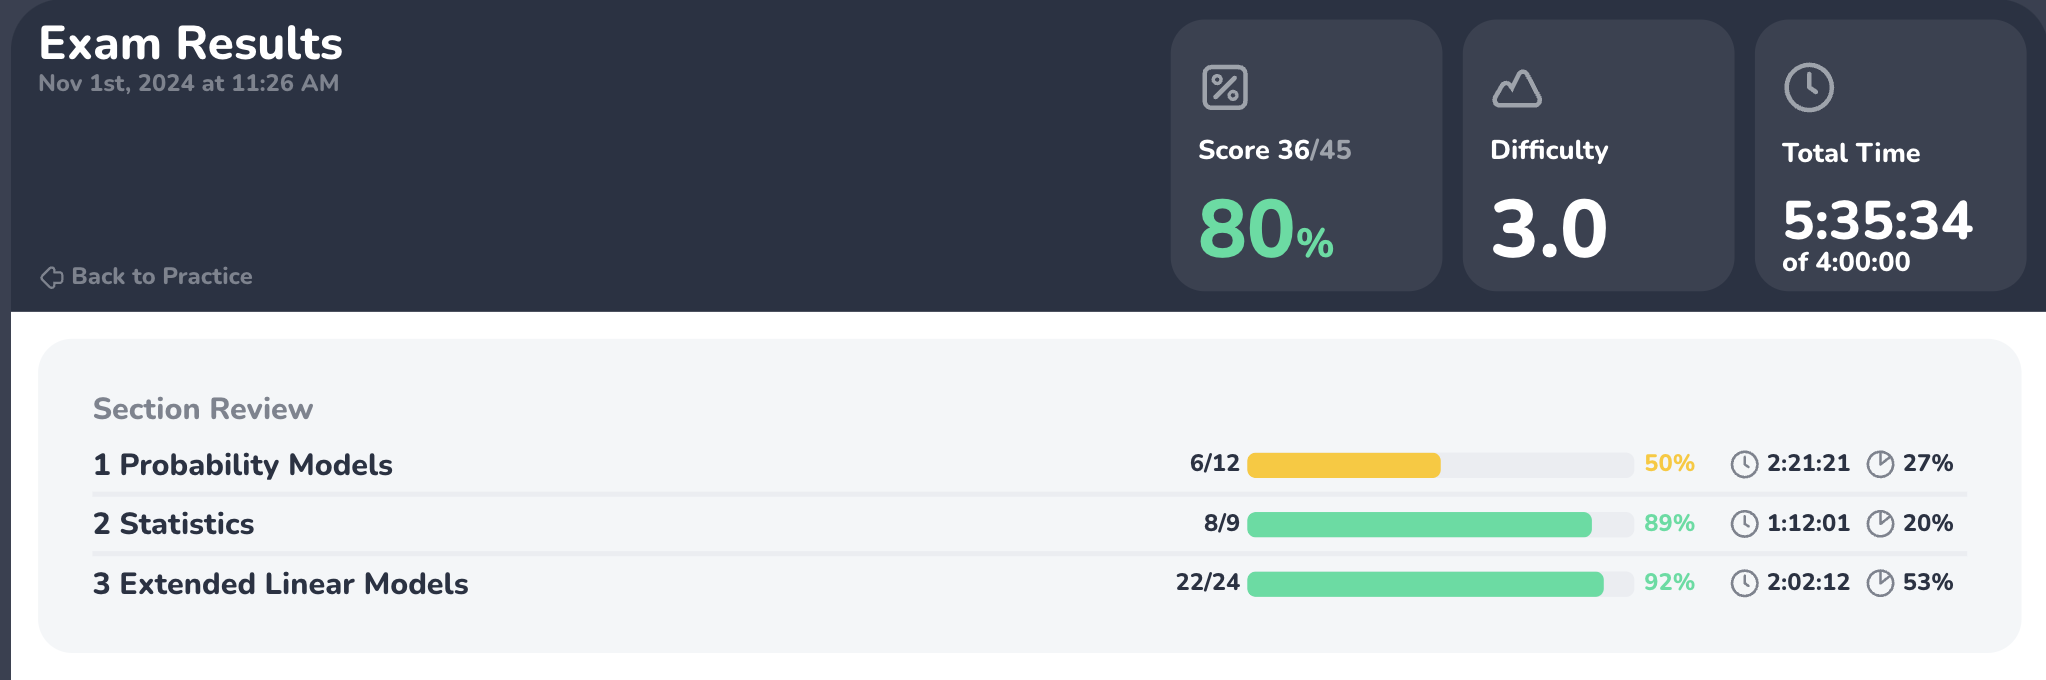 Exam Results
Nov 1st, 2024 at 11:26 AM
Back to Practice
Score 36/45
80%
Difficulty
3.0
Total Time
5:35:34
of 4:00:00
Section Review
1 Probability Models 6/12 50% 2:21:21 27%
2 Statistics 8/9 89% 1:12:01 20%
3 Extended Linear Models 22/24 92% 2:02:12 53%